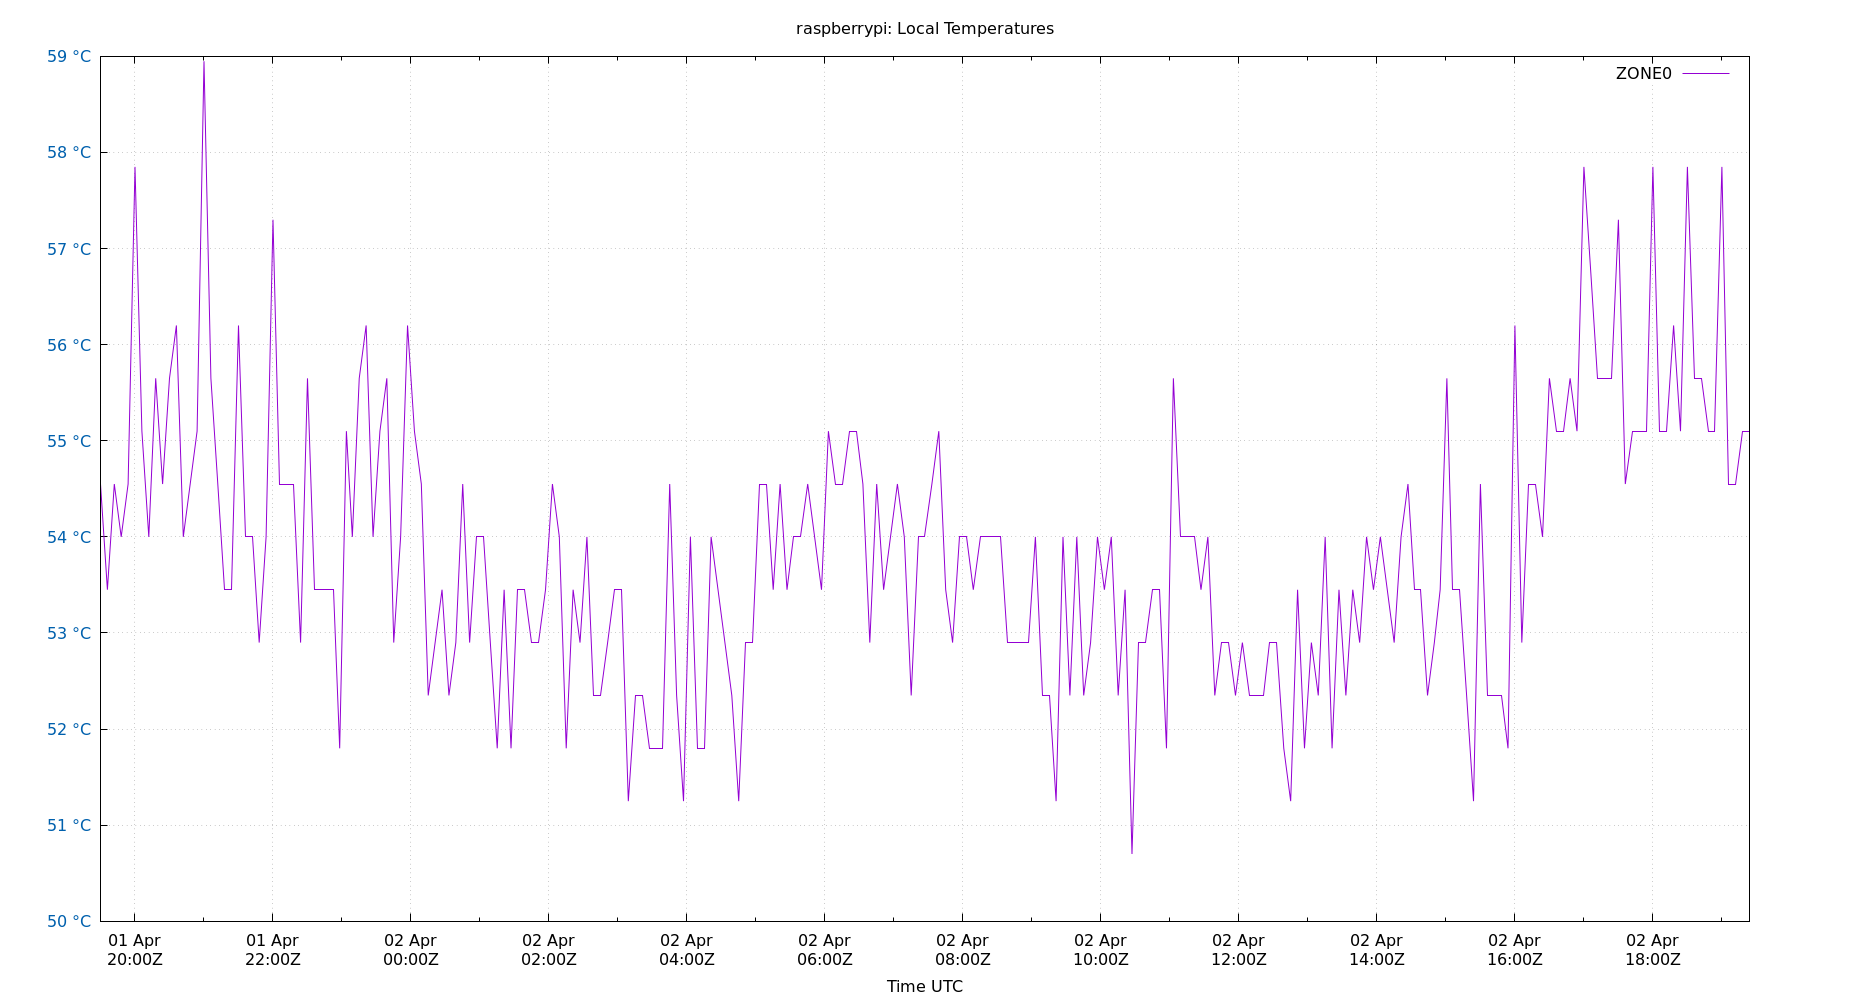 raspberrypi: Local Temperatures
59 °C
ZONE0
58 °C
57 °C
56 °C
55 °C
54 °C
53 °C
52 °C
51 °C
50 °C
01 Apr 01 Apr 02 Apr 02 Apr 02 Apr 02 Apr 02 Apr 02 Apr 02 Apr 02 Apr 02 Apr 02 Apr
20:00Z 22:00Z 00:00Z 02:00Z 04:00Z 06:00Z 08:00Z 10:00Z 12:00Z 14:00Z 16:00Z 18:00Z
Time UTC